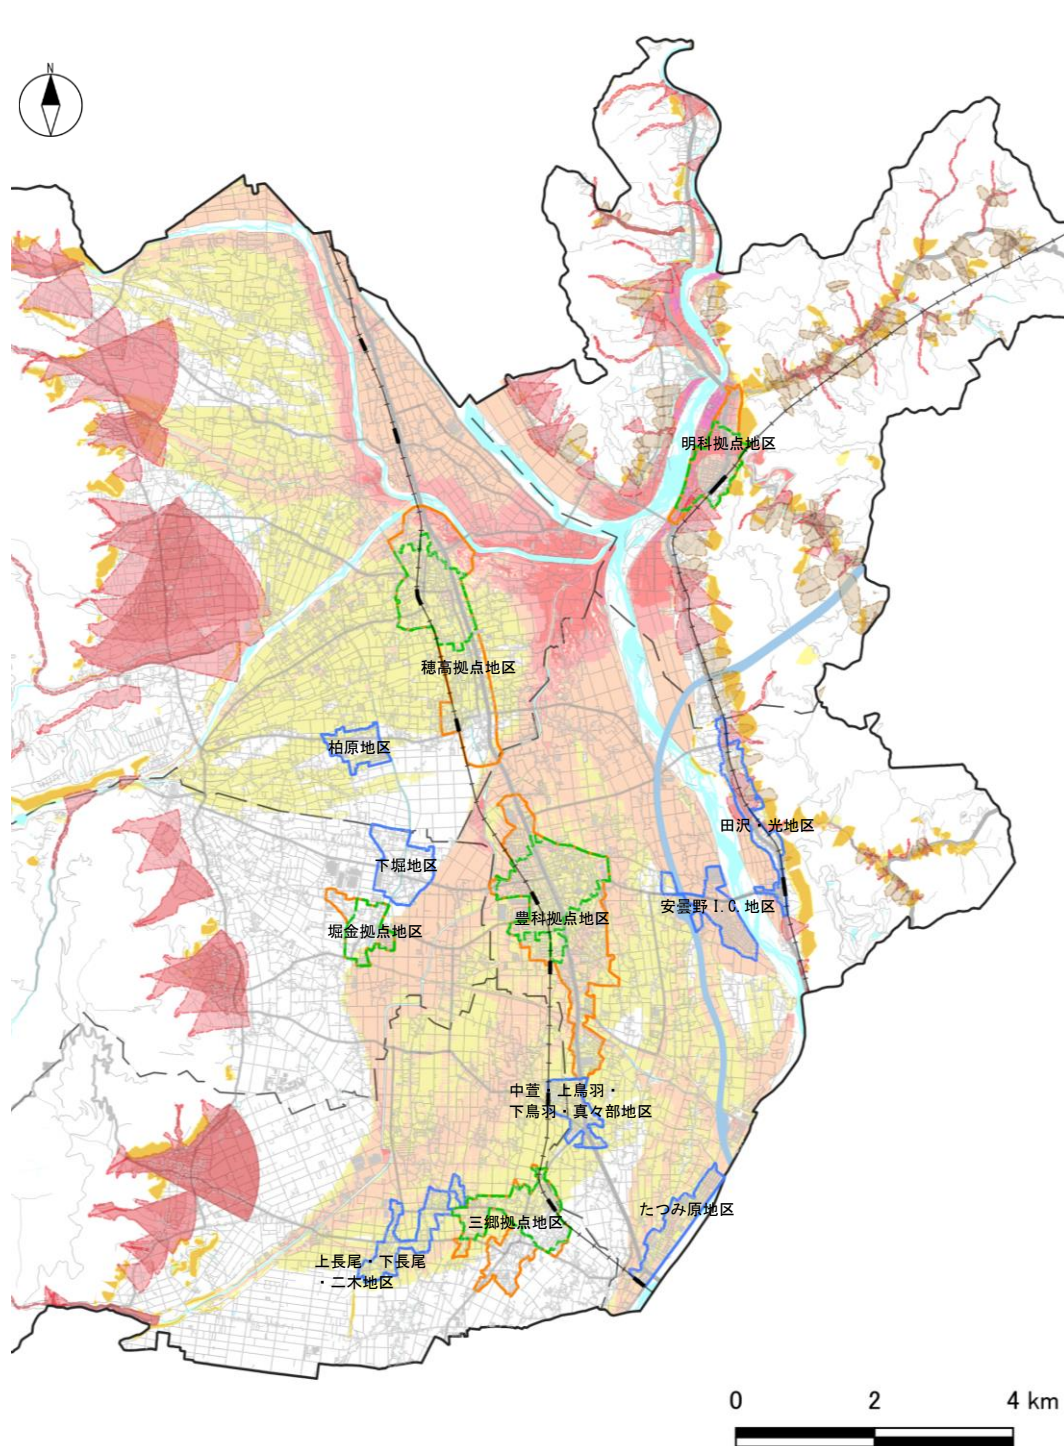 N
明科拠点地区
穂高拠点地区
柏原地区
田沢・光地区
下堀地区
安曇野I.C.地区
豊科拠点地区
堀金拠点地区
中萱・上鳥羽・
下鳥羽・真々部地区
たつみ原地区
三郷拠点地区
上長尾・下長尾
・二木地区
0 2 4 km